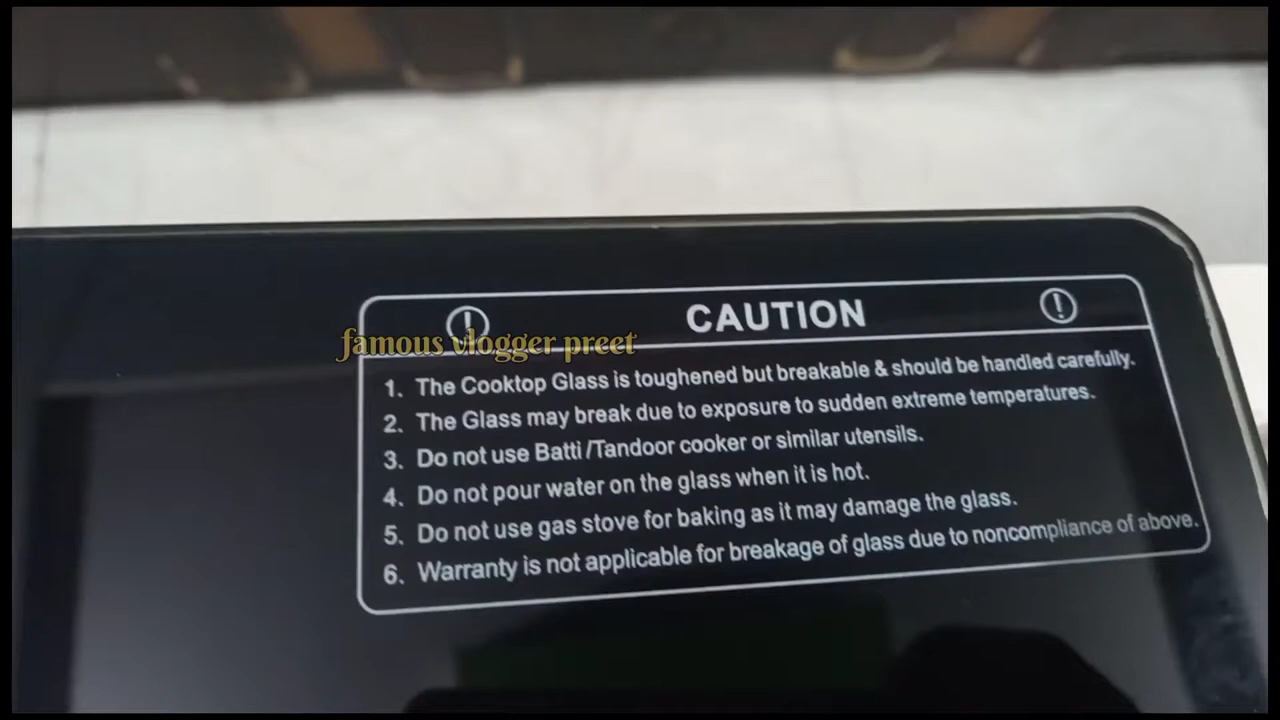 CAUTION
famous vlogger preet
1. The Cooktop Glass is toughened but breakable & should be handled carefully.
2. The Glass may break due to exposure to sudden extreme temperatures.
3. Do not use Batti /Tandoor cooker or similar utensils.
4. Do not pour water on the glass when it is hot.
5. Do not use gas stove for baking as it may damage the glass.
6. Warranty is not applicable for breakage of glass due to noncompliance of above.